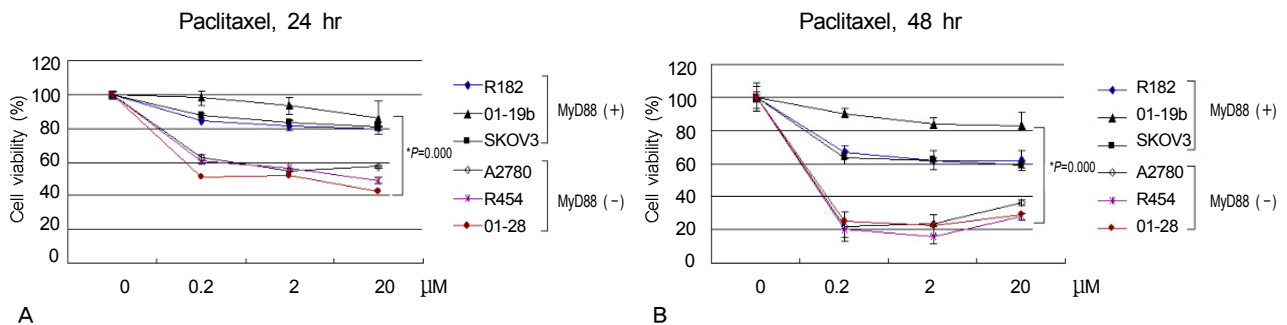 Paclitaxel, 24 hr
Cell viability (%)
120
100
80
60
40
20
0
0 0.2 2 20 μM
*P=0.000
R182
01-19b
SKOV3
MyD88 (+)
A2780
R454
01-28
MyD88 (−)
A
Paclitaxel, 48 hr
Cell viability (%)
120
100
80
60
40
20
0
0 0.2 2 20 μM
*P=0.000
R182
01-19b
SKOV3
MyD88 (+)
A2780
R454
01-28
MyD88 (−)
B